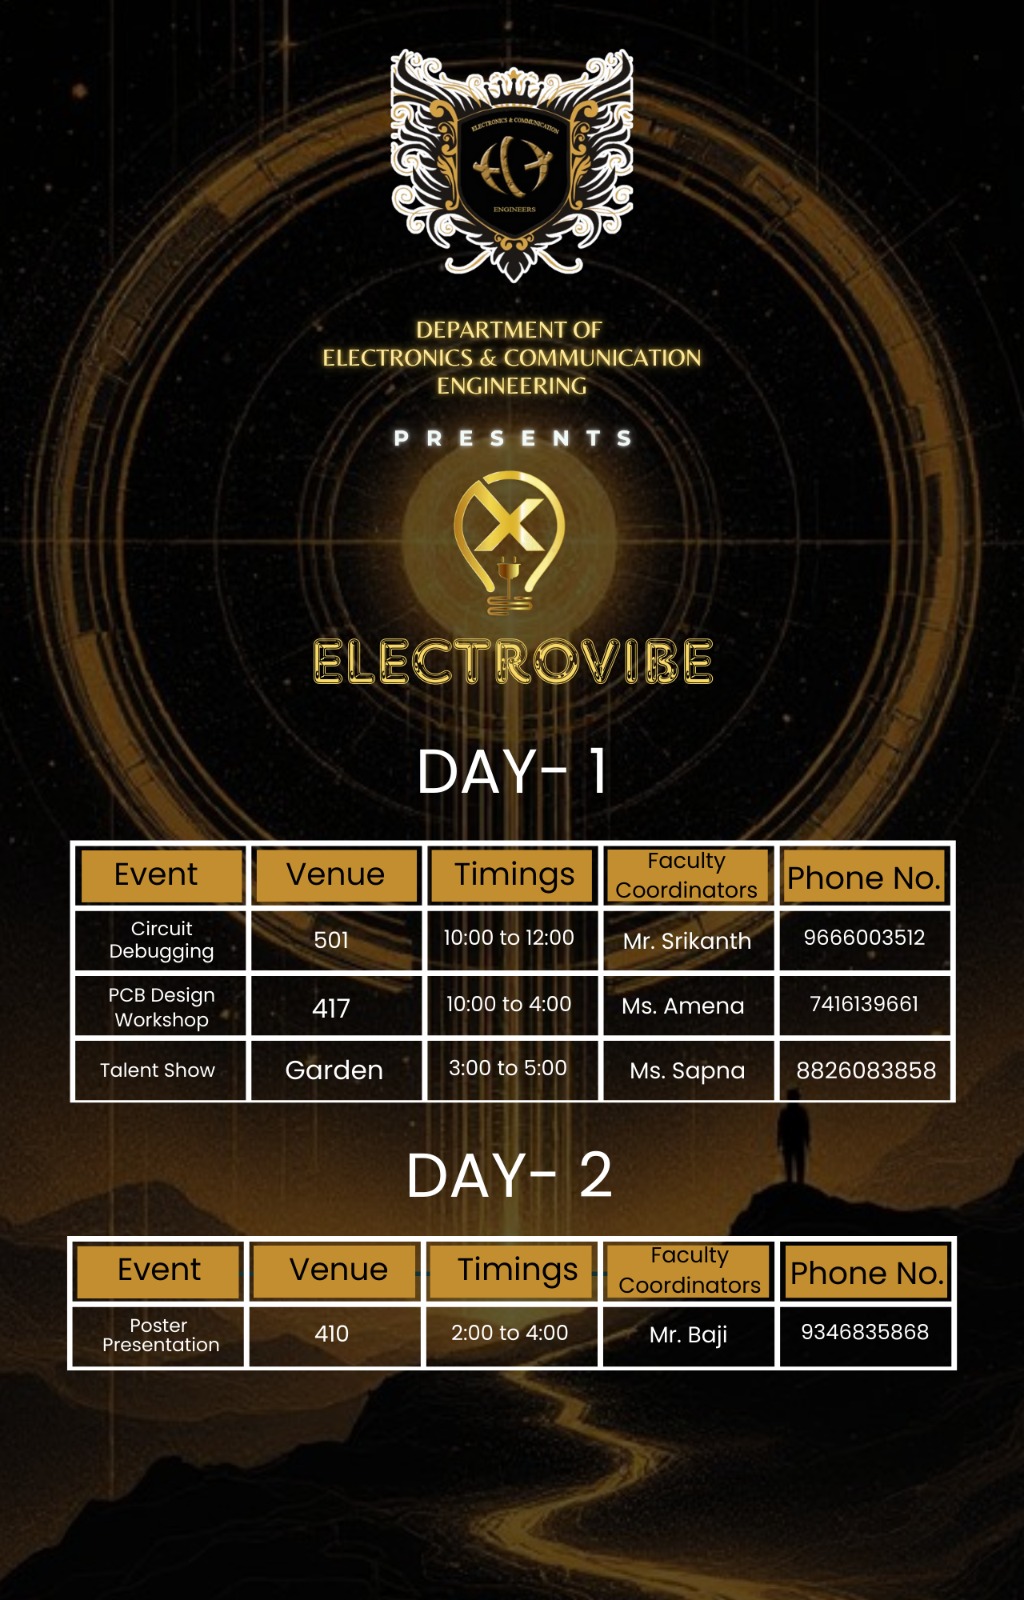 ELECTRONICS & COMMUNICATION
ECE
ENGINEERS
DEPARTMENT OF
ELECTRONICS & COMMUNICATION
ENGINEERING
PRESENTS
X
ELECTROVIBE
DAY- 1
Event Venue Timings Faculty Coordinators Phone No.
Circuit Debugging 501 10:00 to 12:00 Mr. Srikanth 9666003512
PCB Design Workshop 417 10:00 to 4:00 Ms. Amena 7416139661
Talent Show Garden 3:00 to 5:00 Ms. Sapna 8826083858
DAY- 2
Event Venue Timings Faculty Coordinators Phone No.
Poster Presentation 410 2:00 to 4:00 Mr. Baji 9346835868